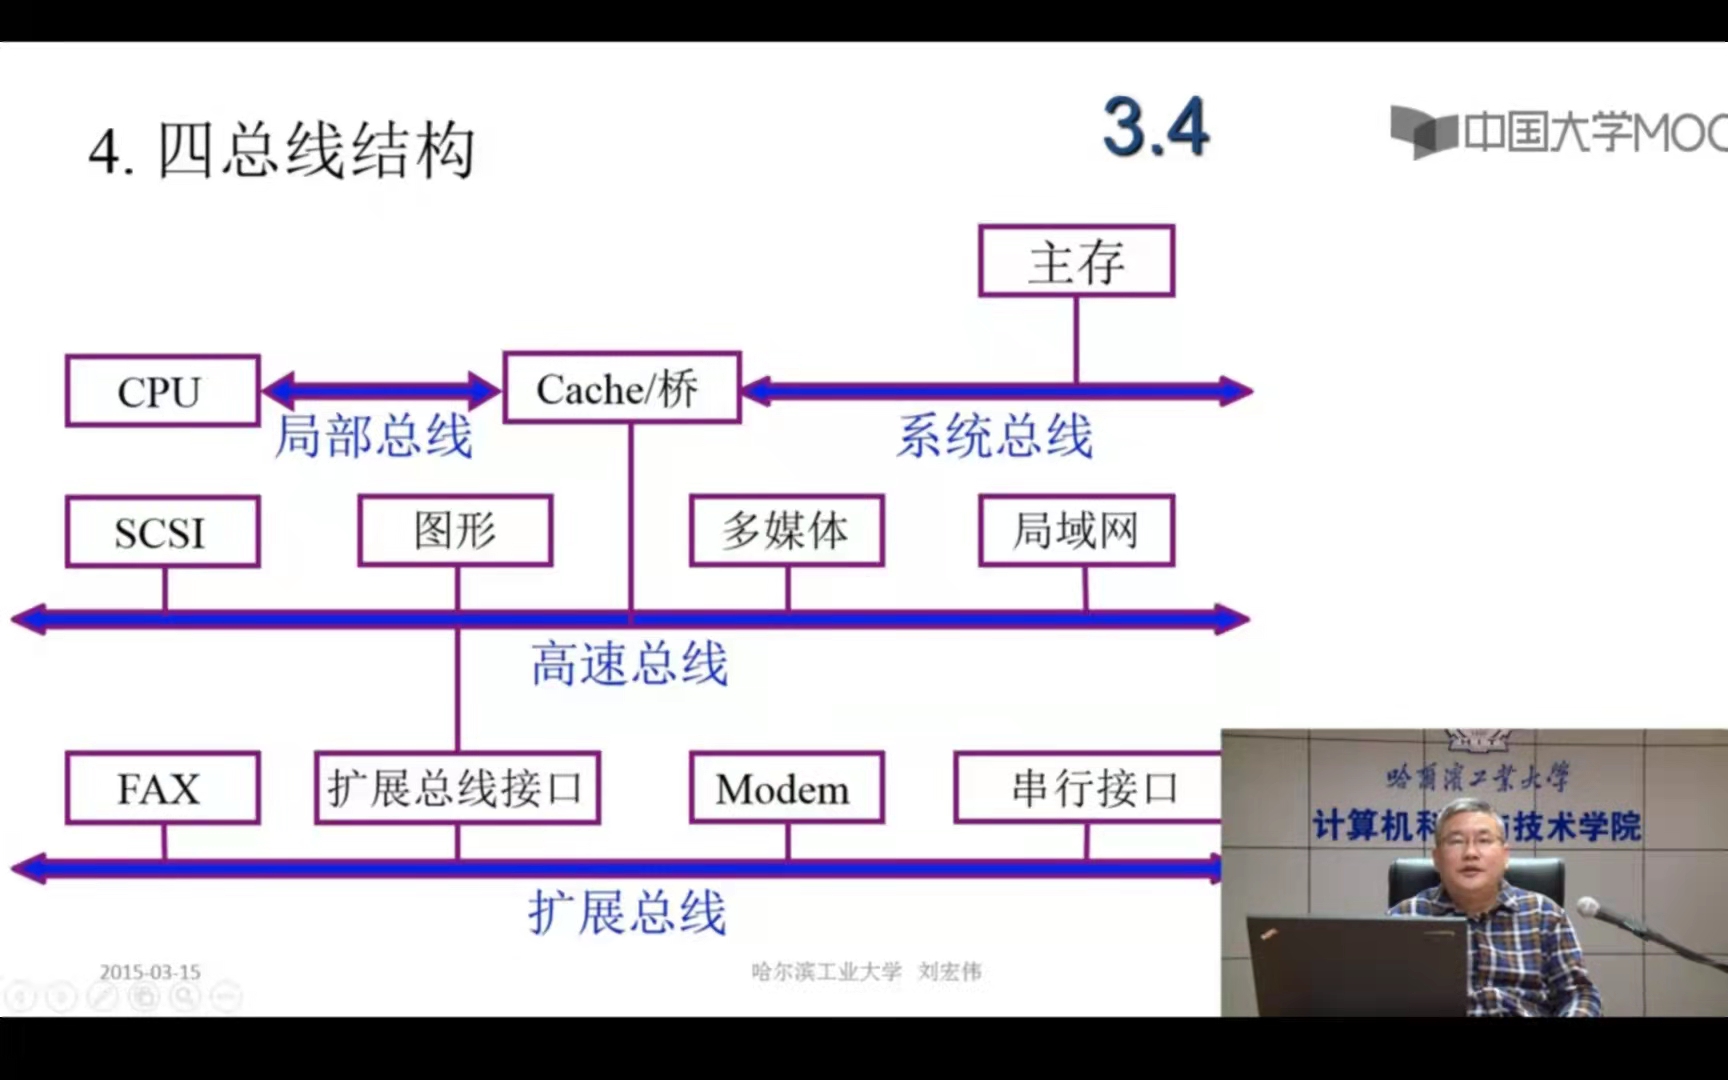 4. 四总线结构
3.4
中国大学MOO
主存
CPU
Cache/桥
局部总线
系统总线
SCSI
图形
多媒体
局域网
高速总线
FAX
扩展总线接口
Modem
串行接口
扩展总线
哈尔滨工业大学
计算机科
技术学院
2015-03-15
哈尔滨工业大学 刘宏伟